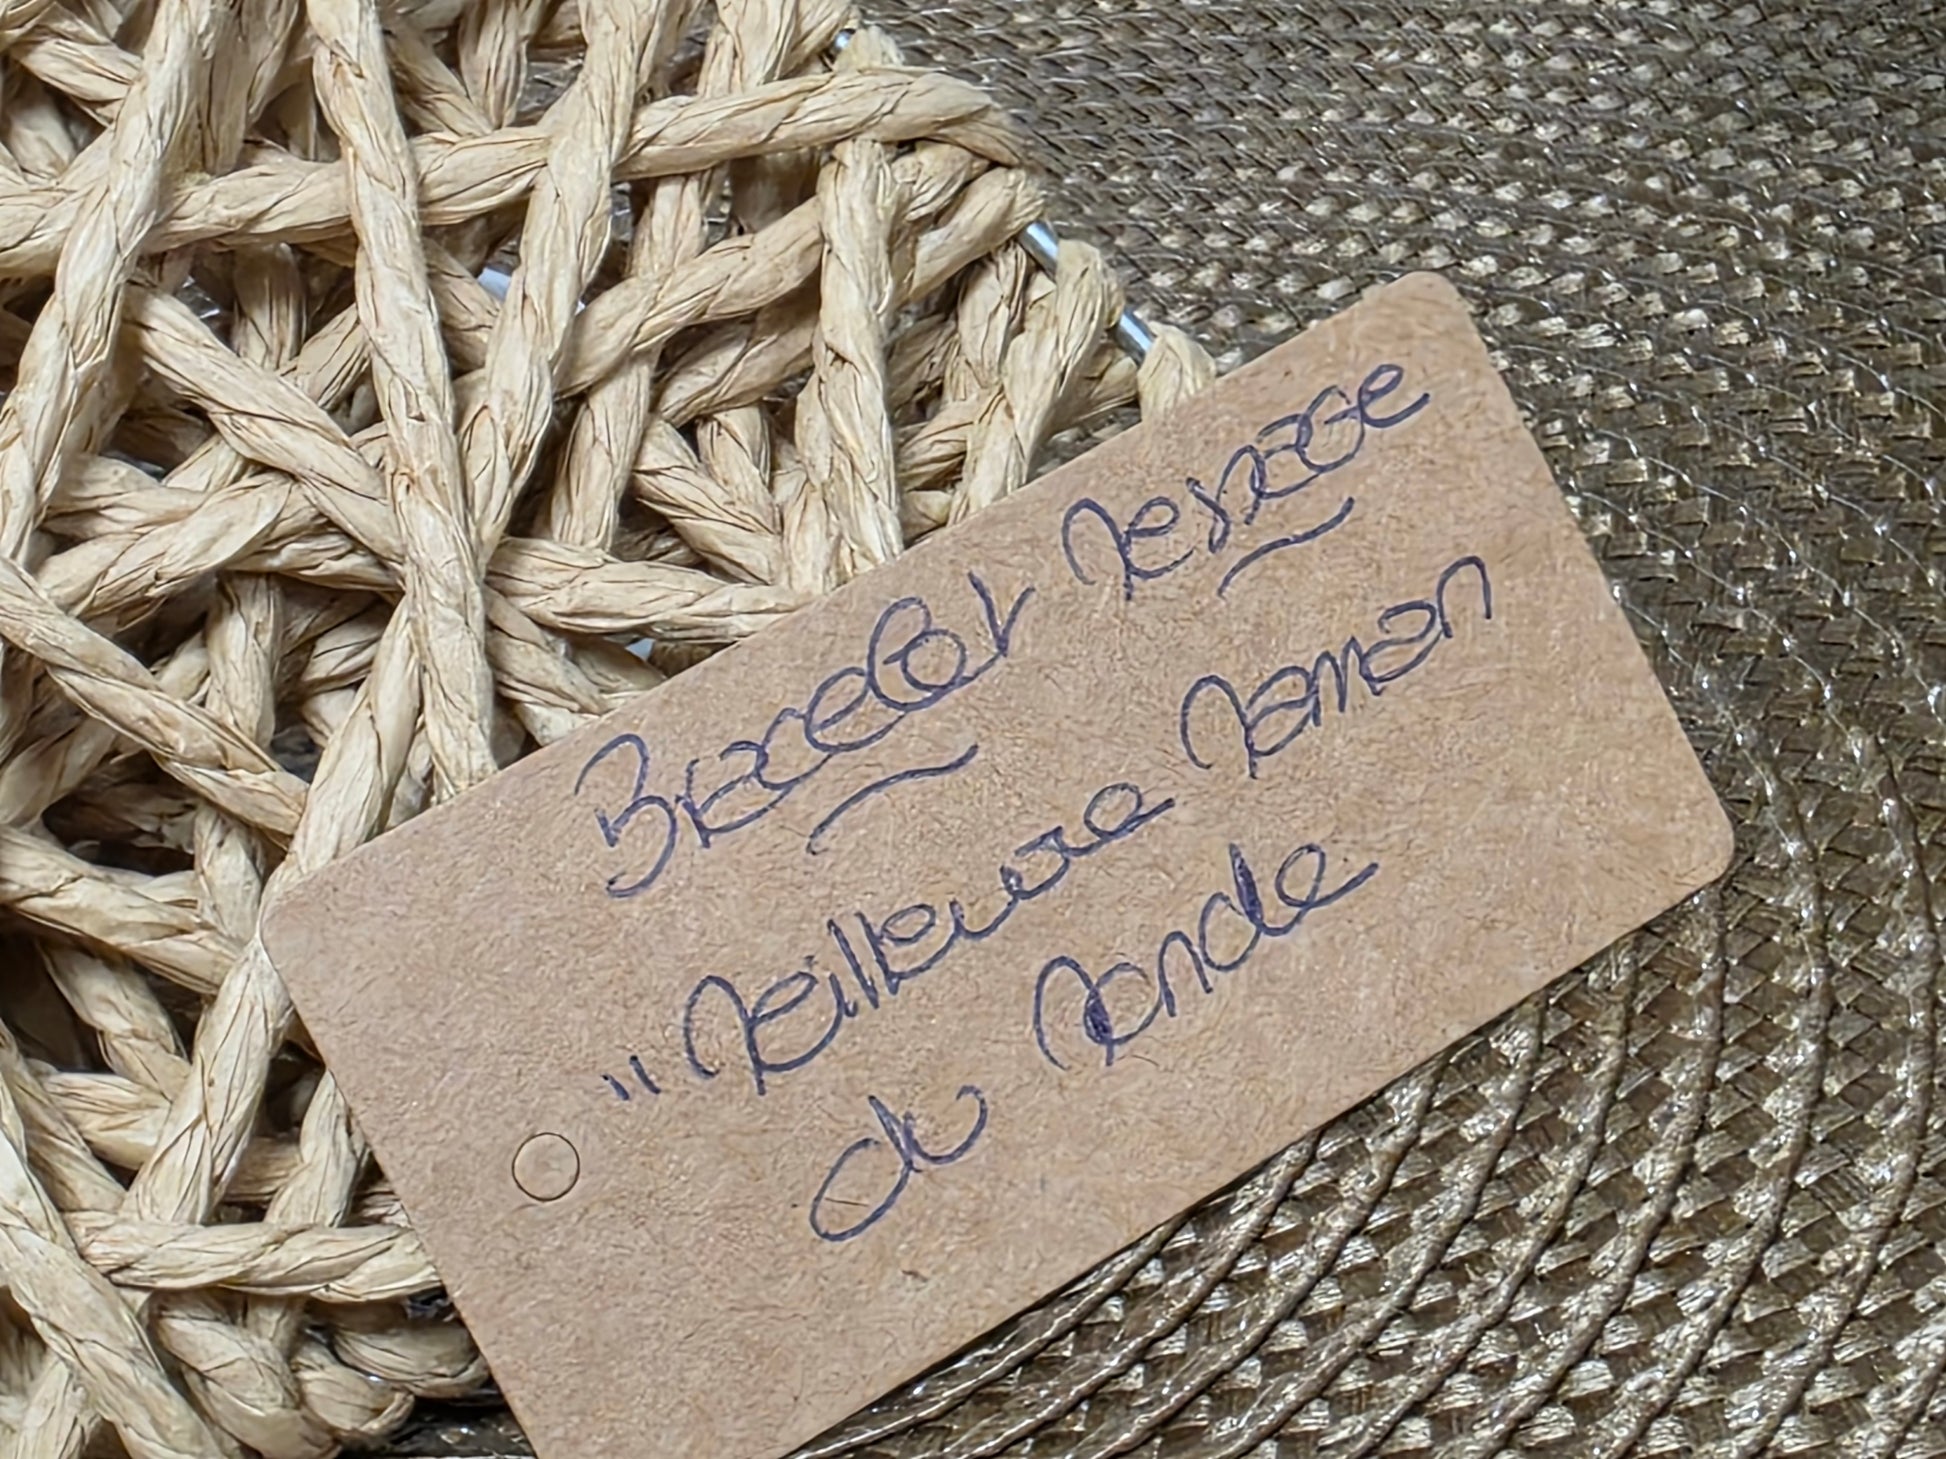 Bracelet Message
"Meilleure Maman
du Monde